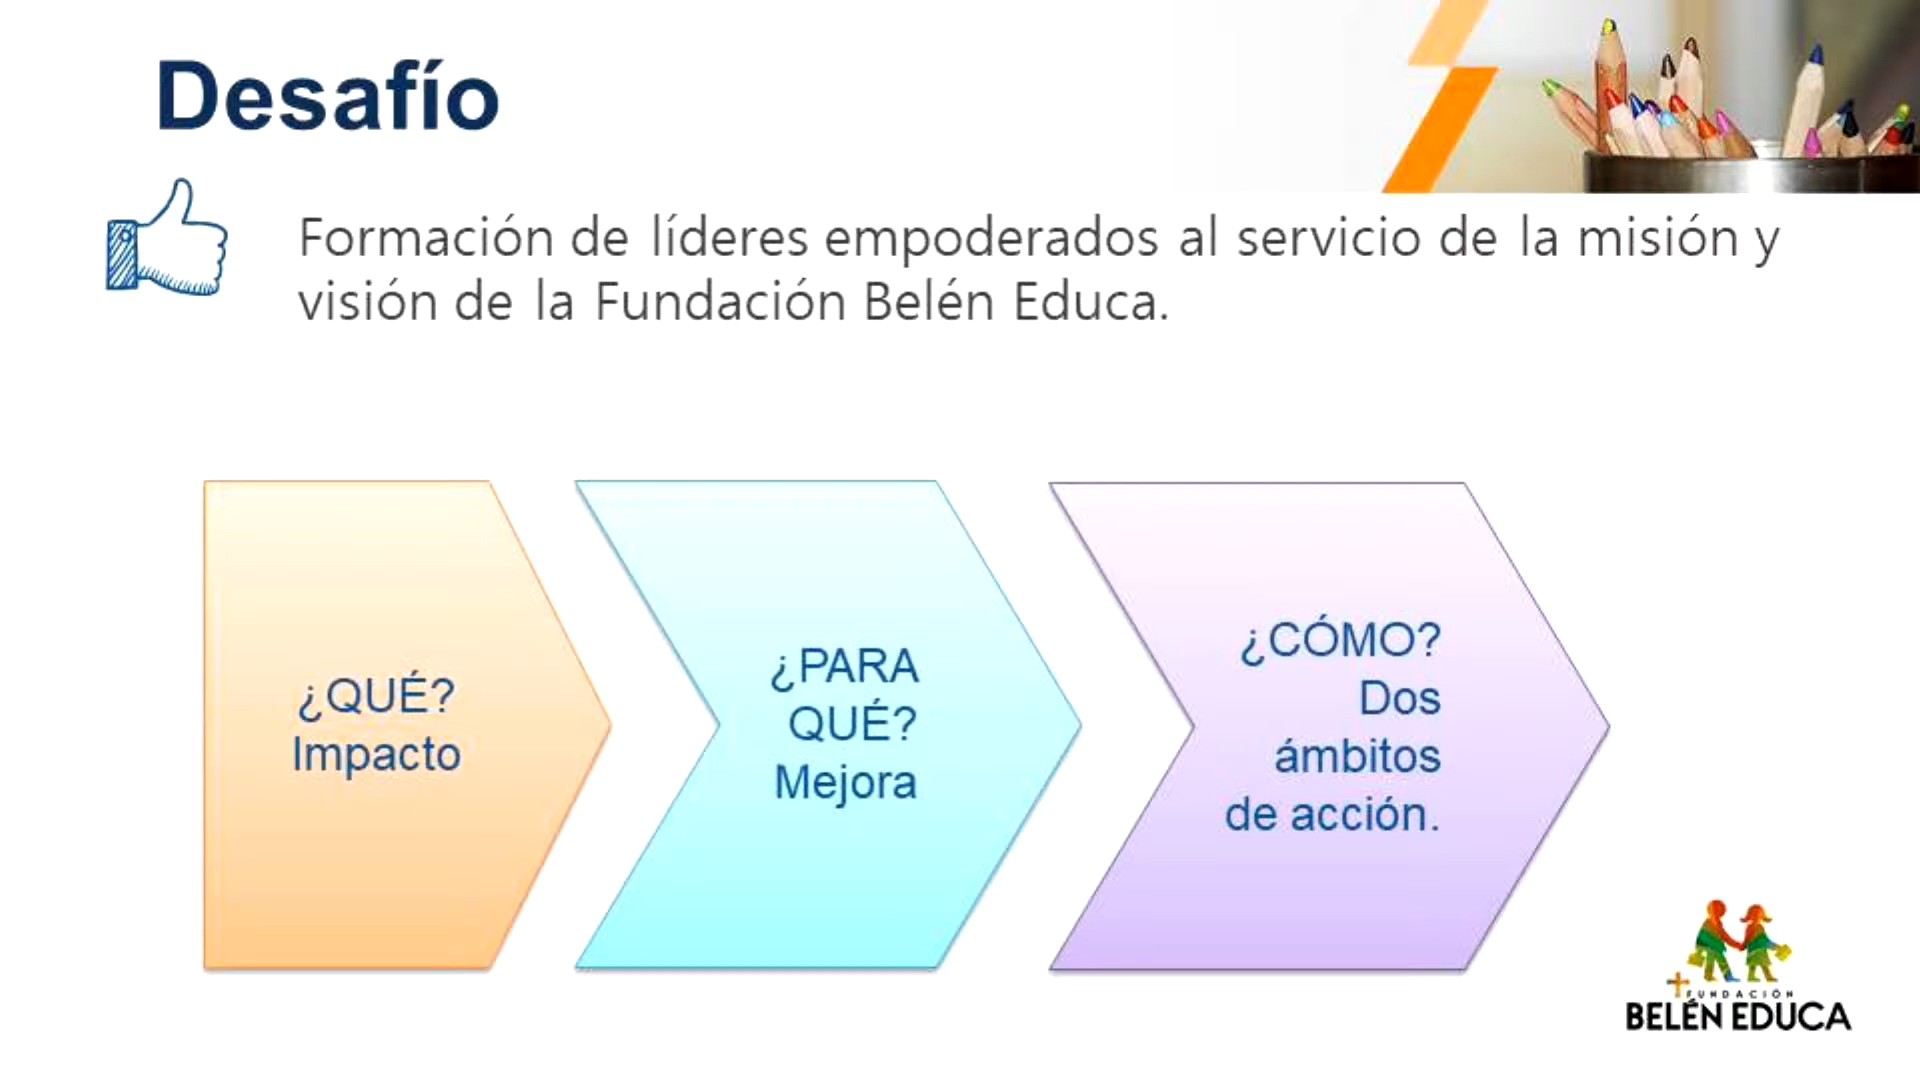 Desafío
Formación de líderes empoderados al servicio de la misión y
visión de la Fundación Belén Educa.
¿QUÉ?
Impacto
¿PARA
QUÉ?
Mejora
¿CÓMO?
Dos
ámbitos
de acción.
FUNDACIÓN
BELÉN EDUCA